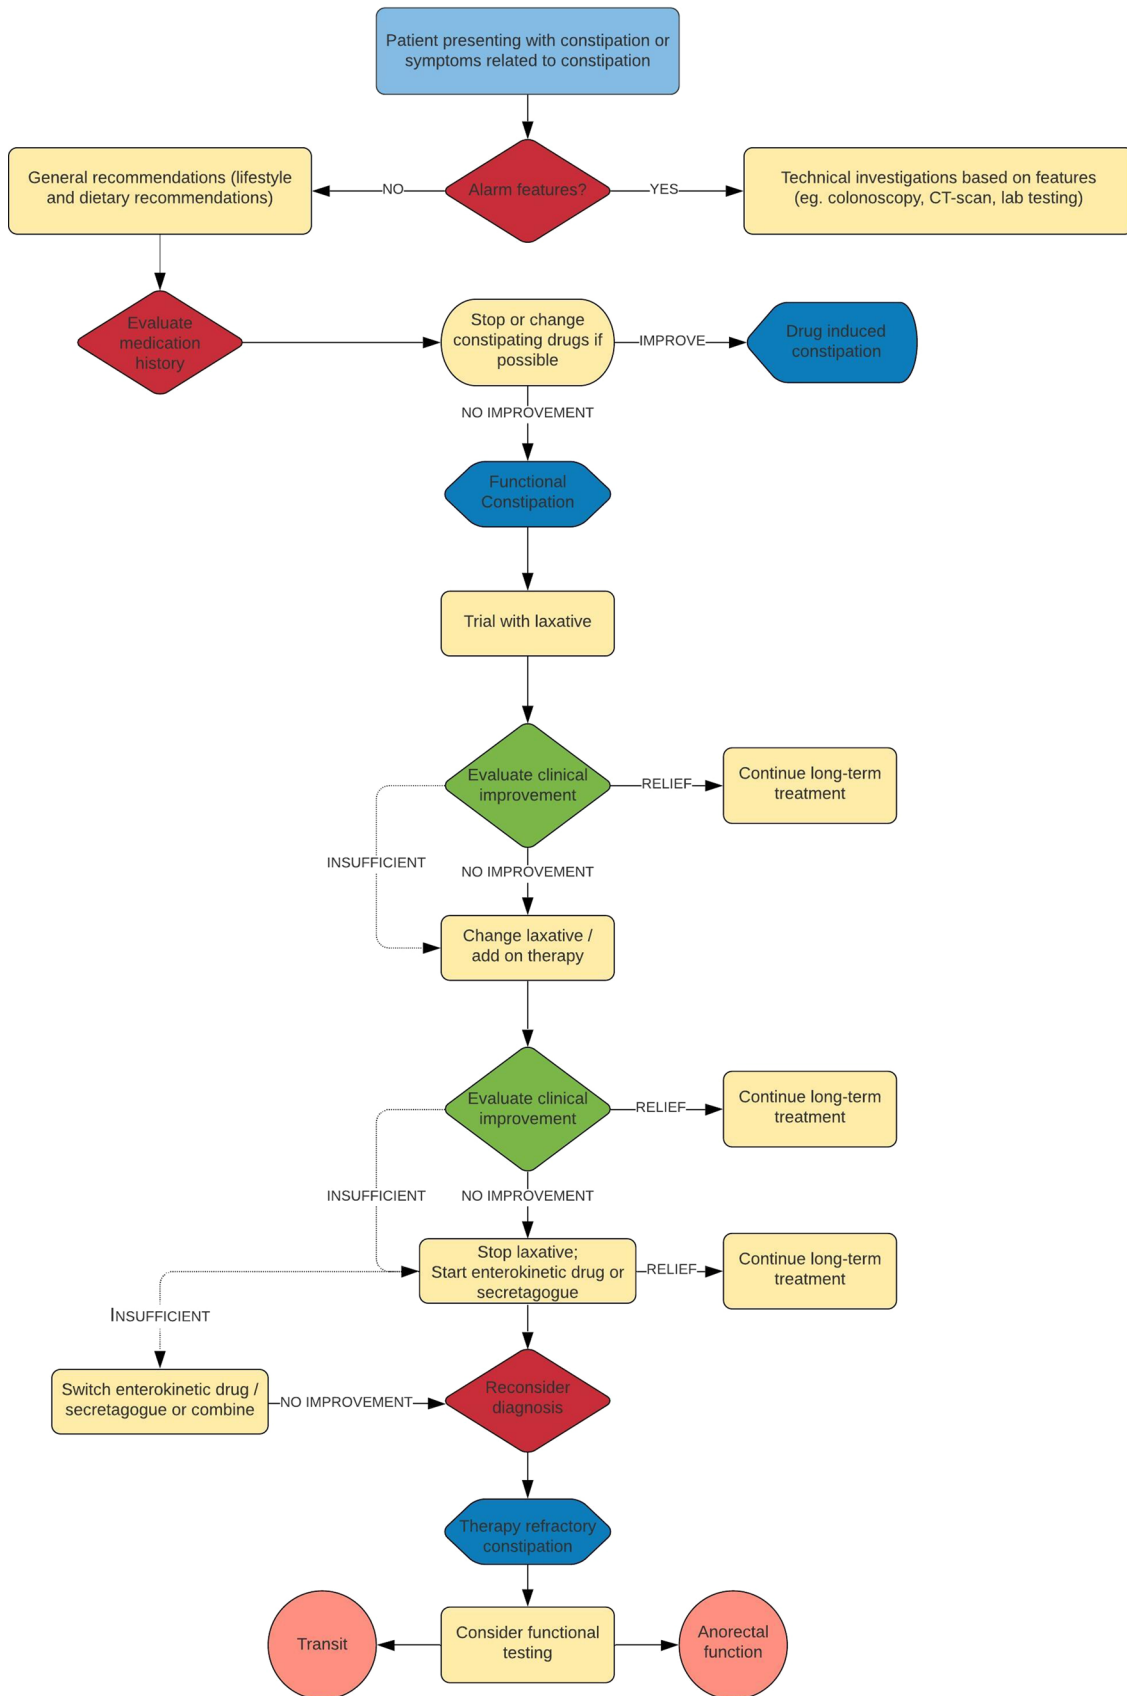 Patient presenting with constipation or
symptoms related to constipation
General recommendations (lifestyle
and dietary recommendations)
NO
Alarm features?
YES
Technical investigations based on features
(eg. colonoscopy, CT-scan, lab testing)
Evaluate
medication
history
Stop or change
constipating drugs if
possible
IMPROVE
Drug induced
constipation
NO IMPROVEMENT
Functional
Constipation
Trial with laxative
Evaluate clinical
improvement
RELIEF
Continue long-term
treatment
INSUFFICIENT
NO IMPROVEMENT
Change laxative /
add on therapy
Evaluate clinical
improvement
RELIEF
Continue long-term
treatment
INSUFFICIENT
NO IMPROVEMENT
Stop laxative;
Start enterokinetic drug or
secretagogue
RELIEF
Continue long-term
treatment
INSUFFICIENT
Switch enterokinetic drug /
secretagogue or combine
NO IMPROVEMENT
Reconsider
diagnosis
Therapy refractory
constipation
Transit
Consider functional
testing
Anorectal
function